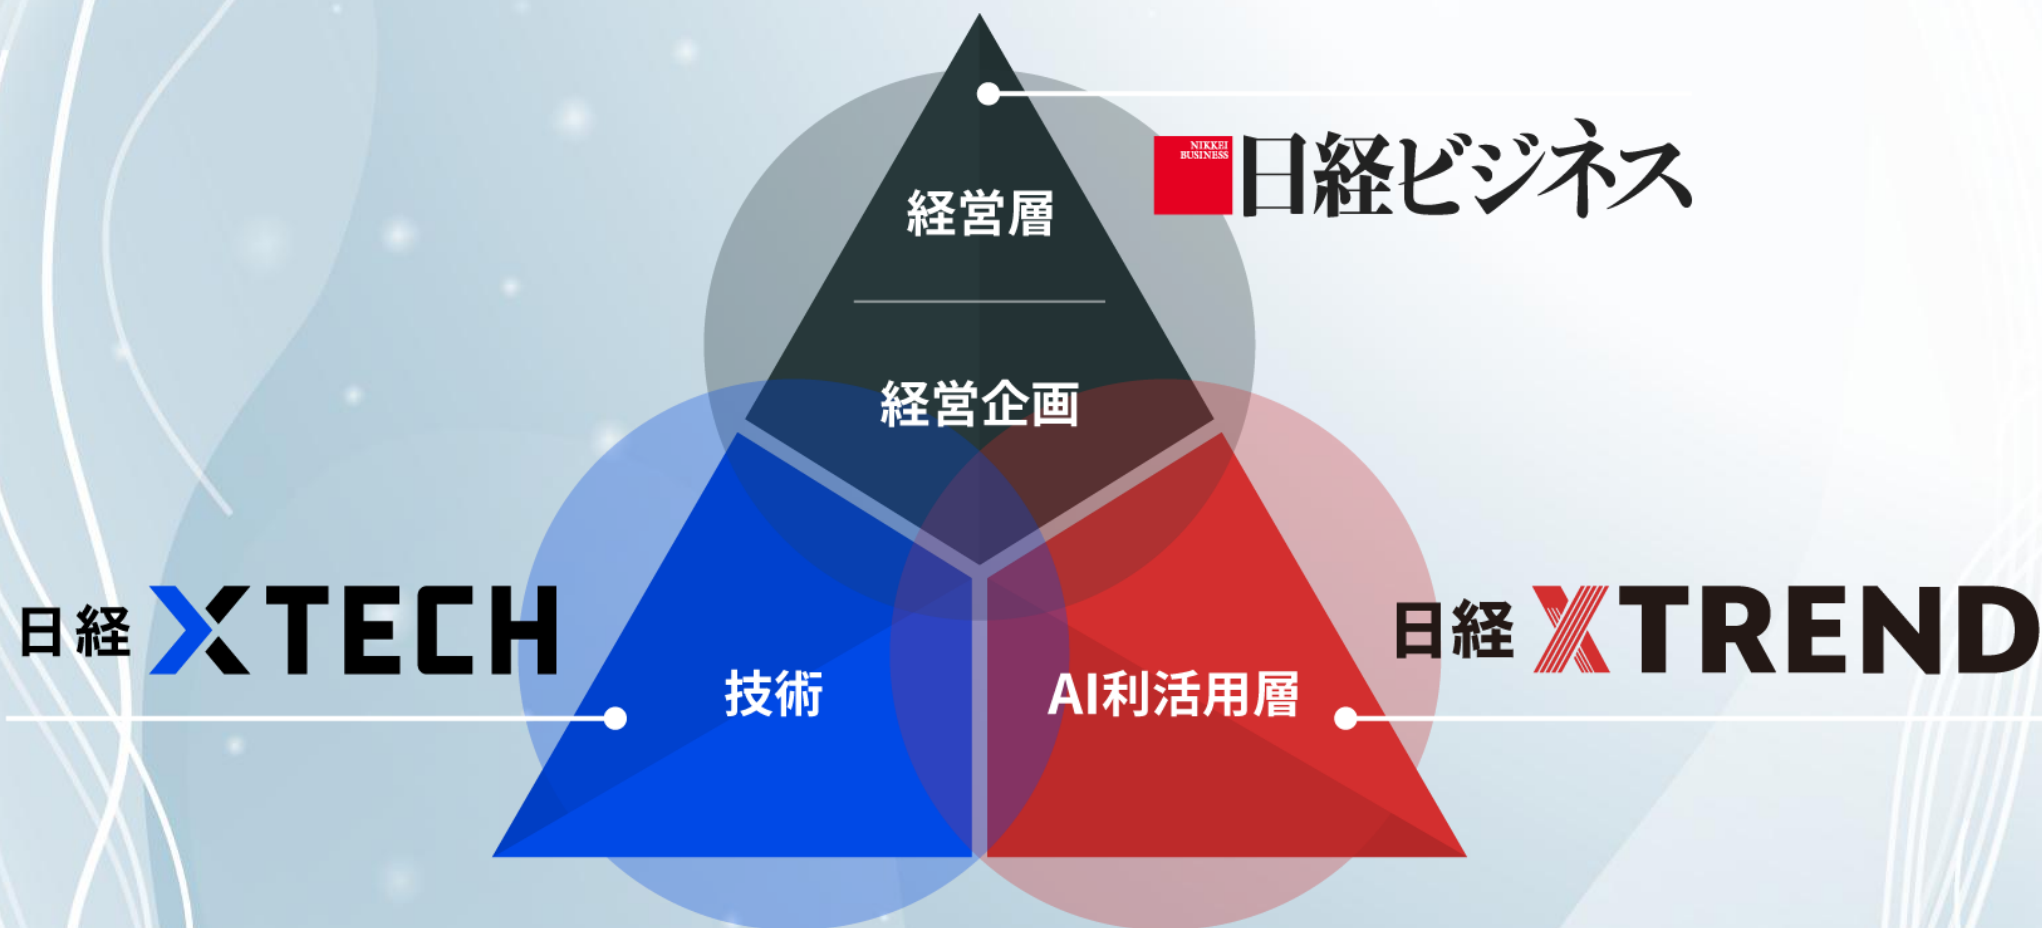 NIKKEI
BUSINESS
日経ビジネス
経営層
経営企画
日経 XTECH
日経 XTREND
技術
AI利活用層